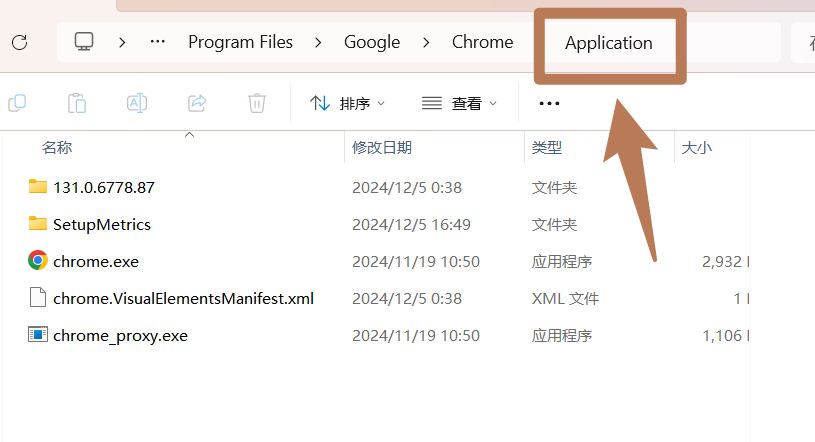 Program Files Google Chrome Application
排序 查看
名称 修改日期 类型 大小
131.0.6778.87 2024/12/5 0:38 文件夹
SetupMetrics 2024/12/5 16:49 文件夹
chrome.exe 2024/11/19 10:50 应用程序 2,932
chrome.VisualElementsManifest.xml 2024/12/5 0:38 XML 文件 1
chrome_proxy.exe 2024/11/19 10:50 应用程序 1,106